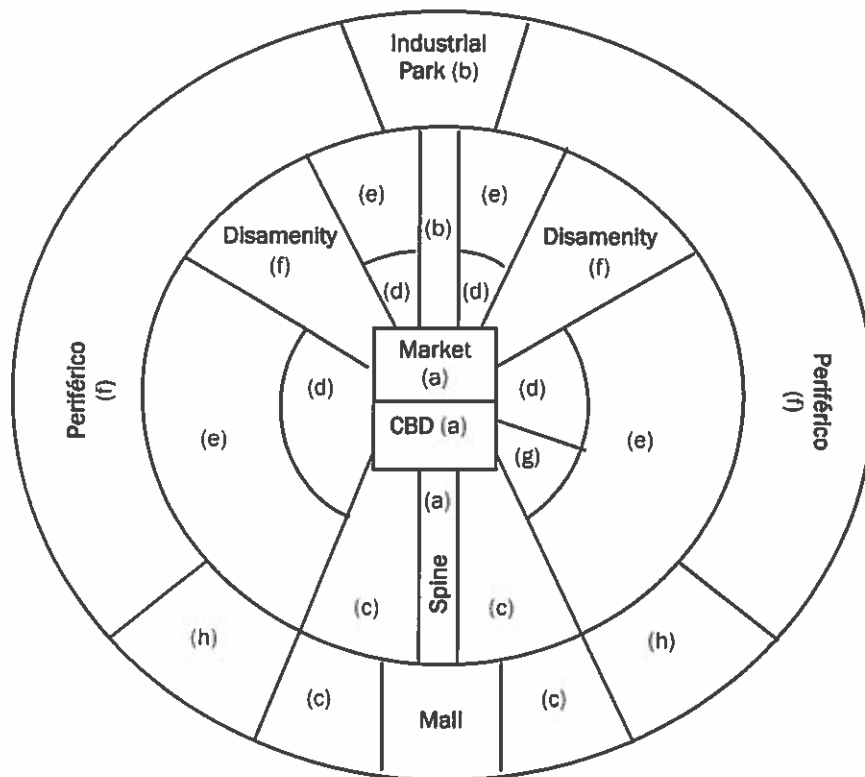 Industrial
Park (b)
(e)
(e)
(b)
Disamenity
(f)
Disamenity
(f)
(d)
(d)
Market
(a)
CBD (a)
(d)
(d)
(g)
(e)
(e)
Periférico
(f)
Periférico
(f)
(a)
Spine
(c)
(c)
(h)
(h)
(c)
(c)
Mall